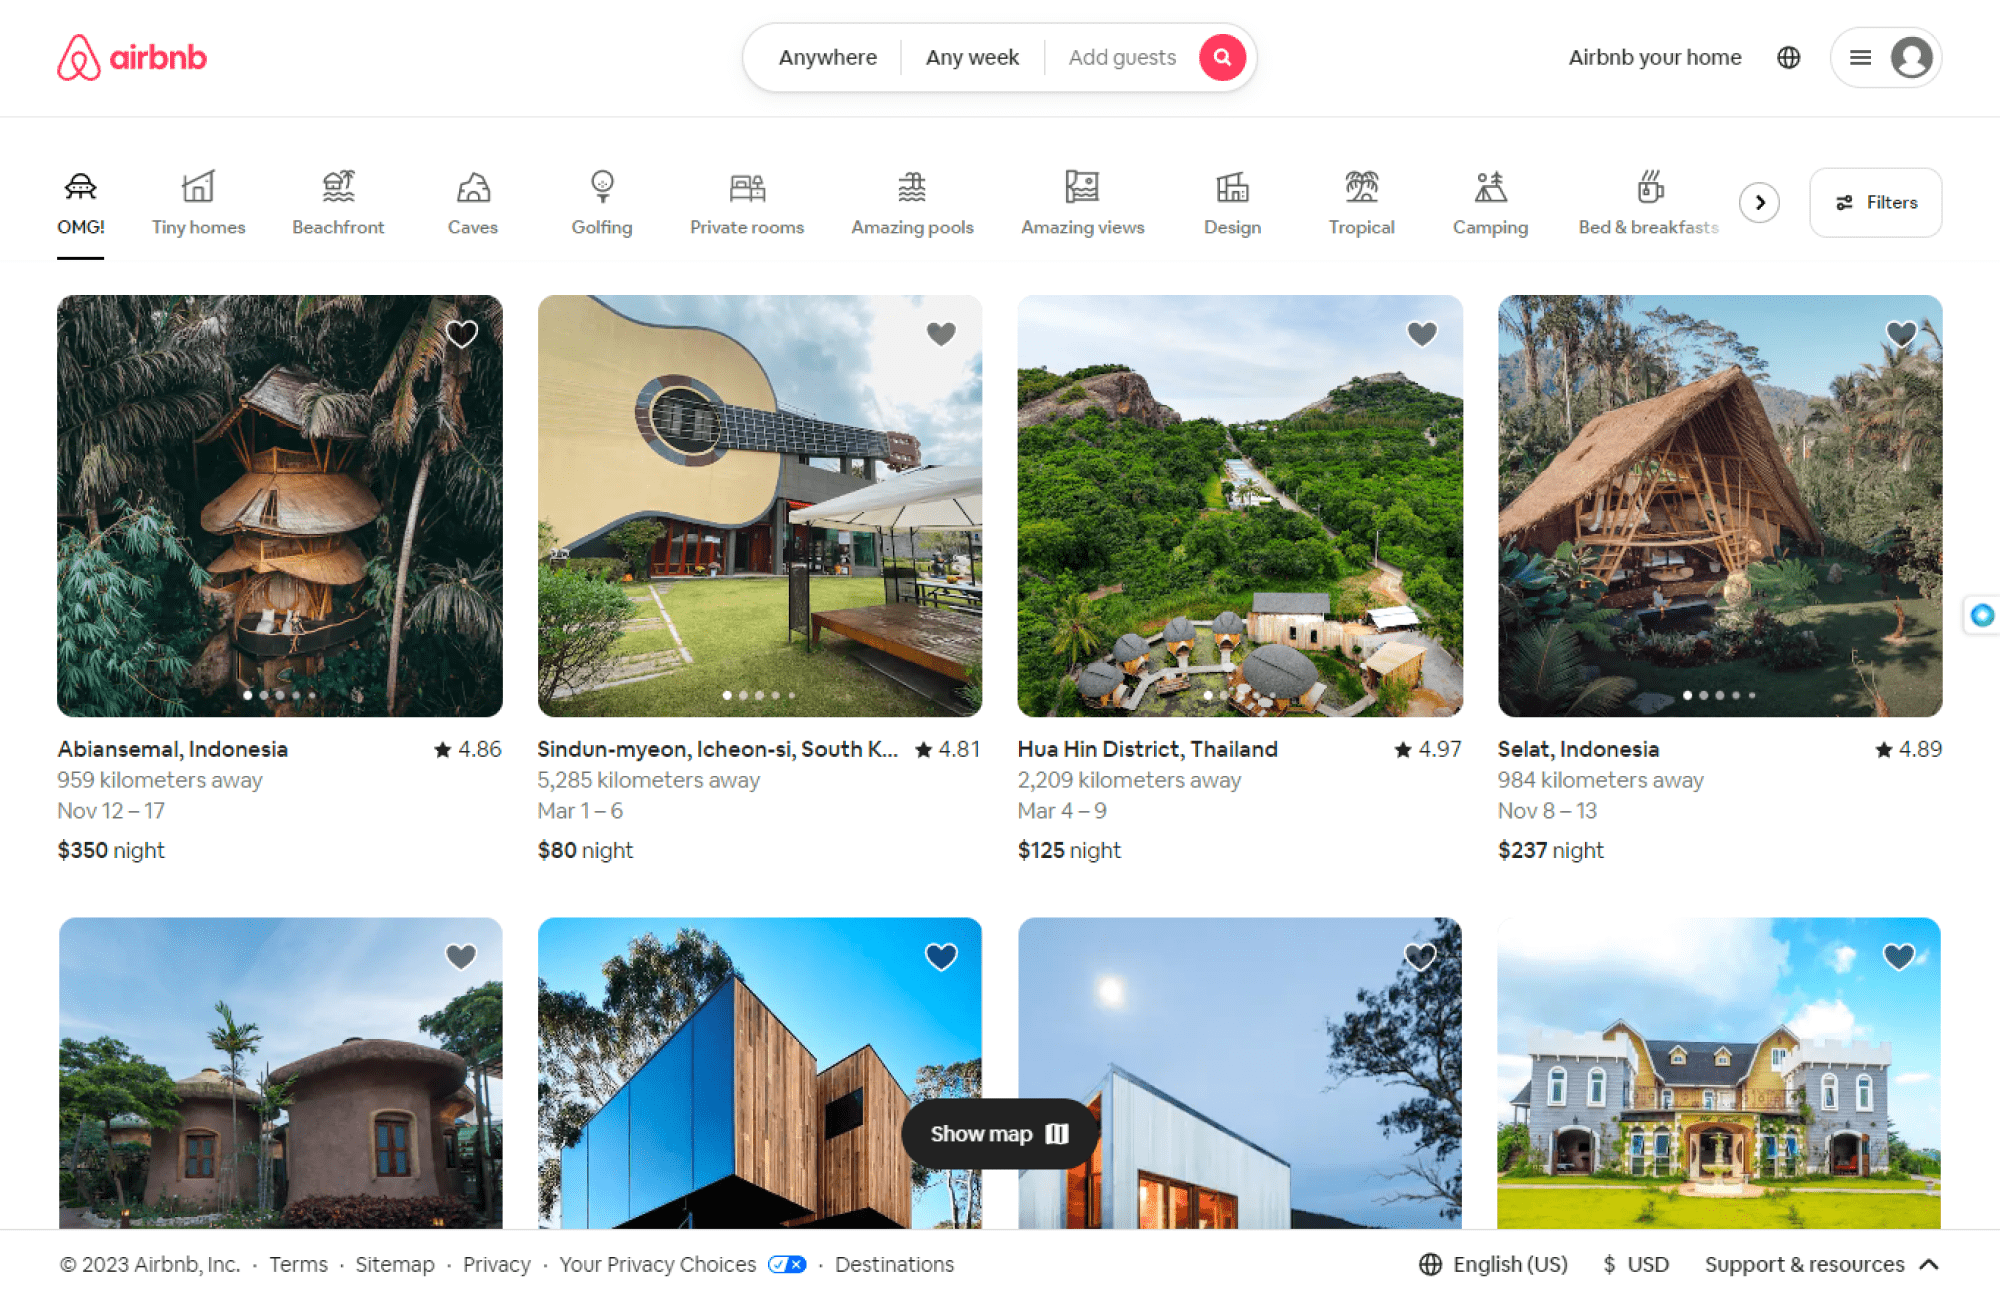 airbnb
Anywhere Any week Add guests
Airbnb your home
OMG! Tiny homes Beachfront Caves Golfing Private rooms Amazing pools Amazing views Design Tropical Camping Bed & breakfasts Filters
Abiansemal, Indonesia 4.86
959 kilometers away
Nov 12 – 17
$350 night
Sindun-myeon, Icheon-si, South K... 4.81
5,285 kilometers away
Mar 1 – 6
$80 night
Hua Hin District, Thailand 4.97
2,209 kilometers away
Mar 4 – 9
$125 night
Selat, Indonesia 4.89
984 kilometers away
Nov 8 – 13
$237 night
Show map
© 2023 Airbnb, Inc. · Terms · Sitemap · Privacy · Your Privacy Choices · Destinations
English (US) $ USD Support & resources